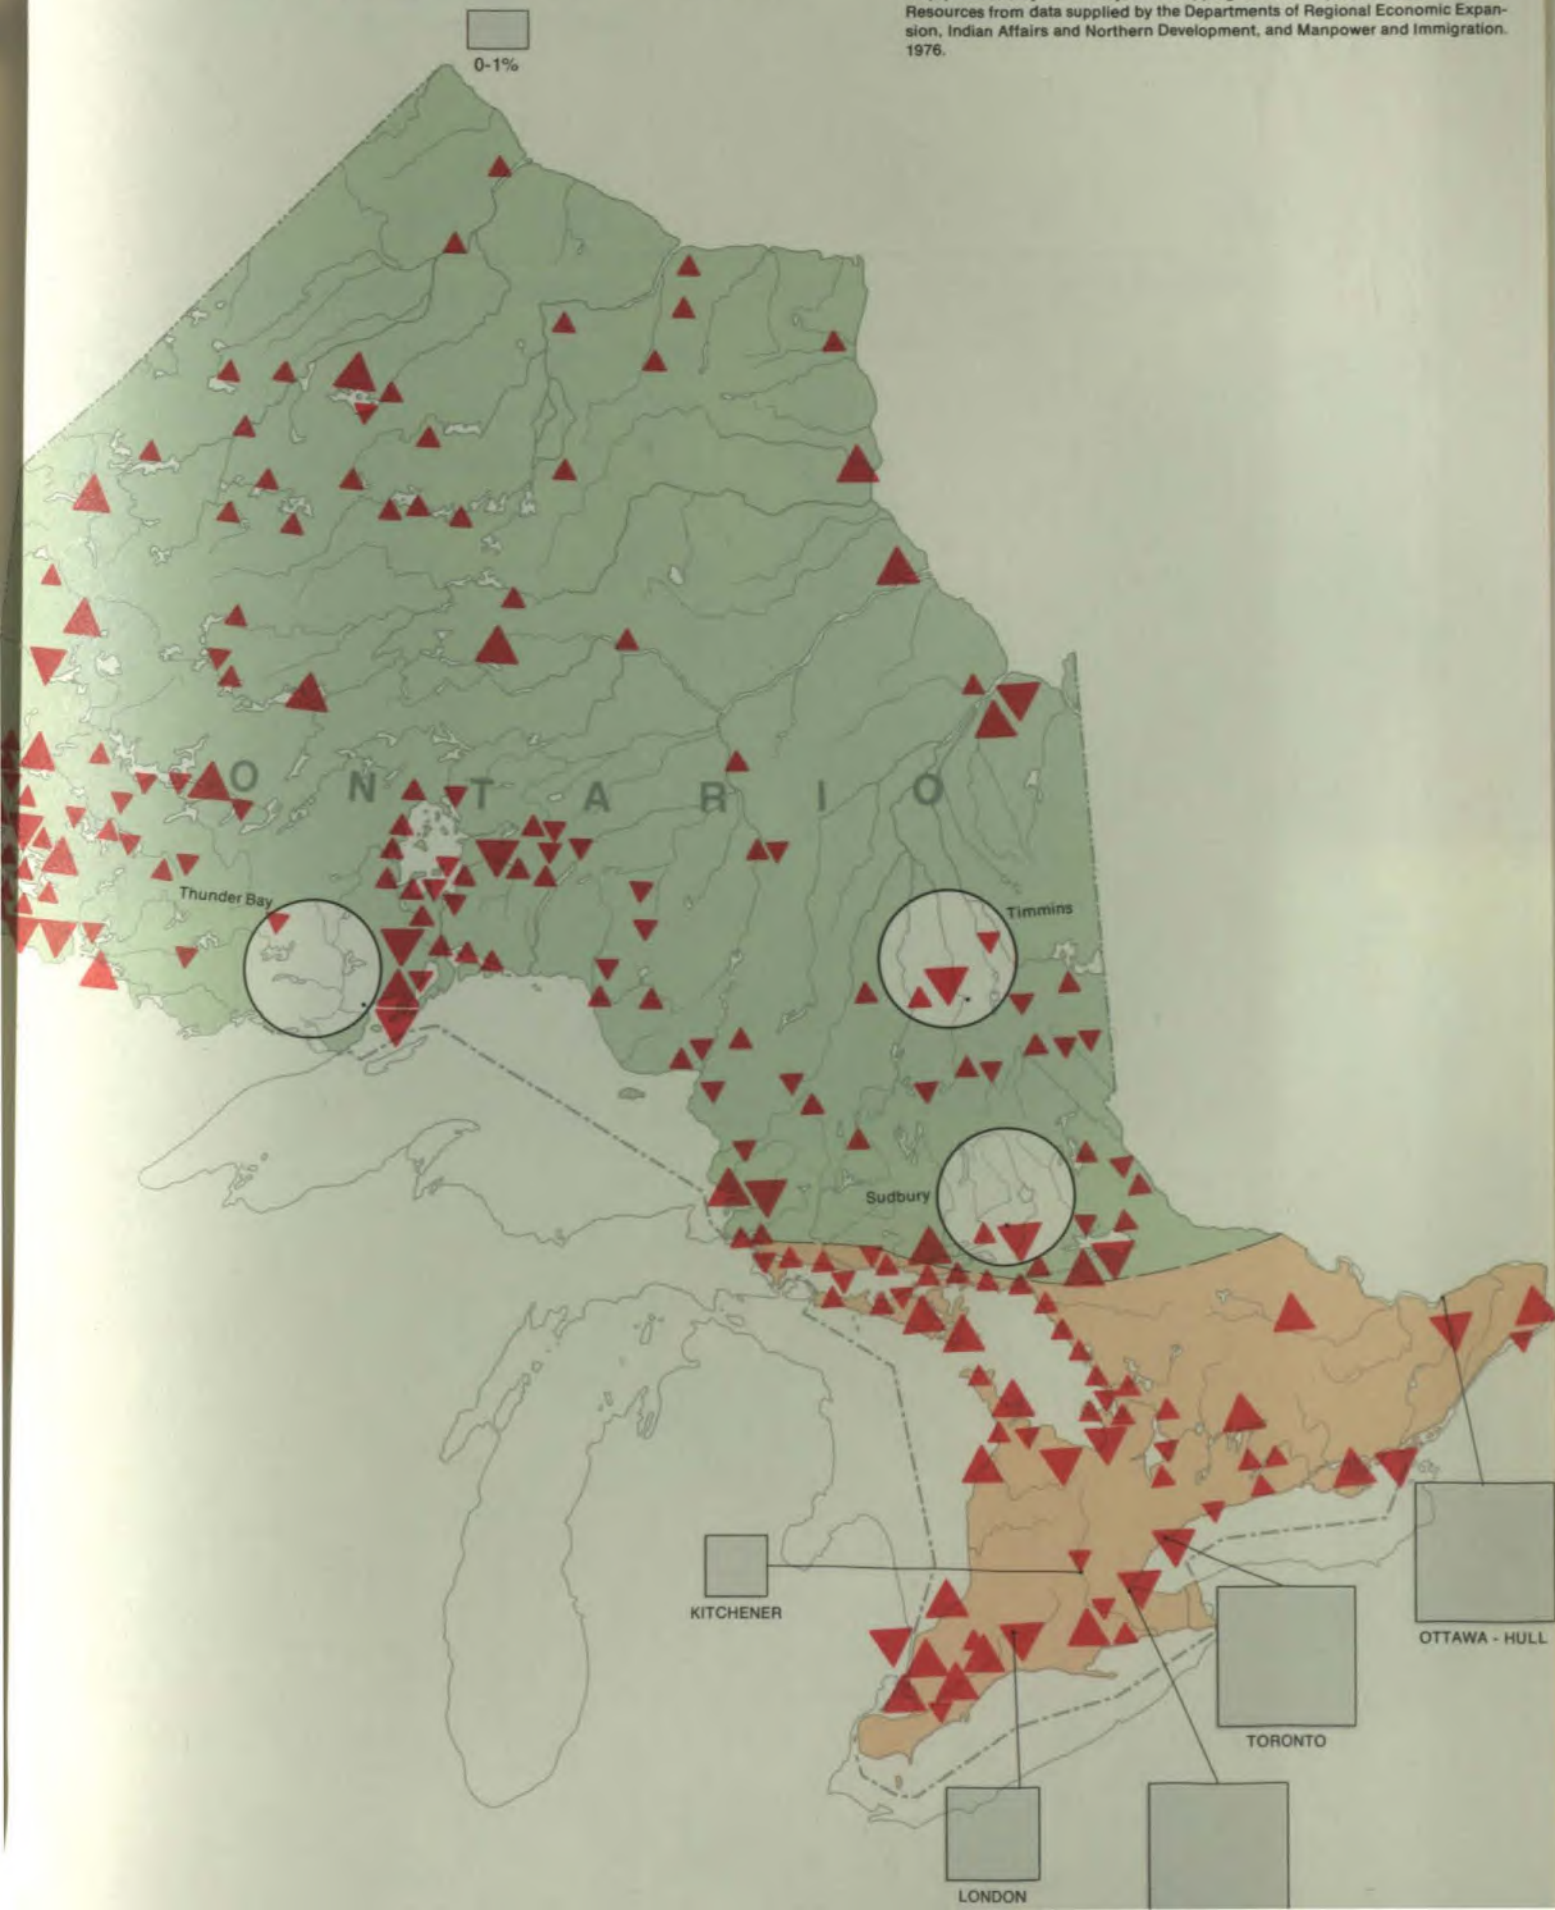 Resources from data supplied by the Departments of Regional Economic Expan-
sion, Indian Affairs and Northern Development, and Manpower and Immigration.
1976.
0-1%
ONTARIO
Thunder Bay
Timmins
Sudbury
KITCHENER
OTTAWA - HULL
TORONTO
LONDON